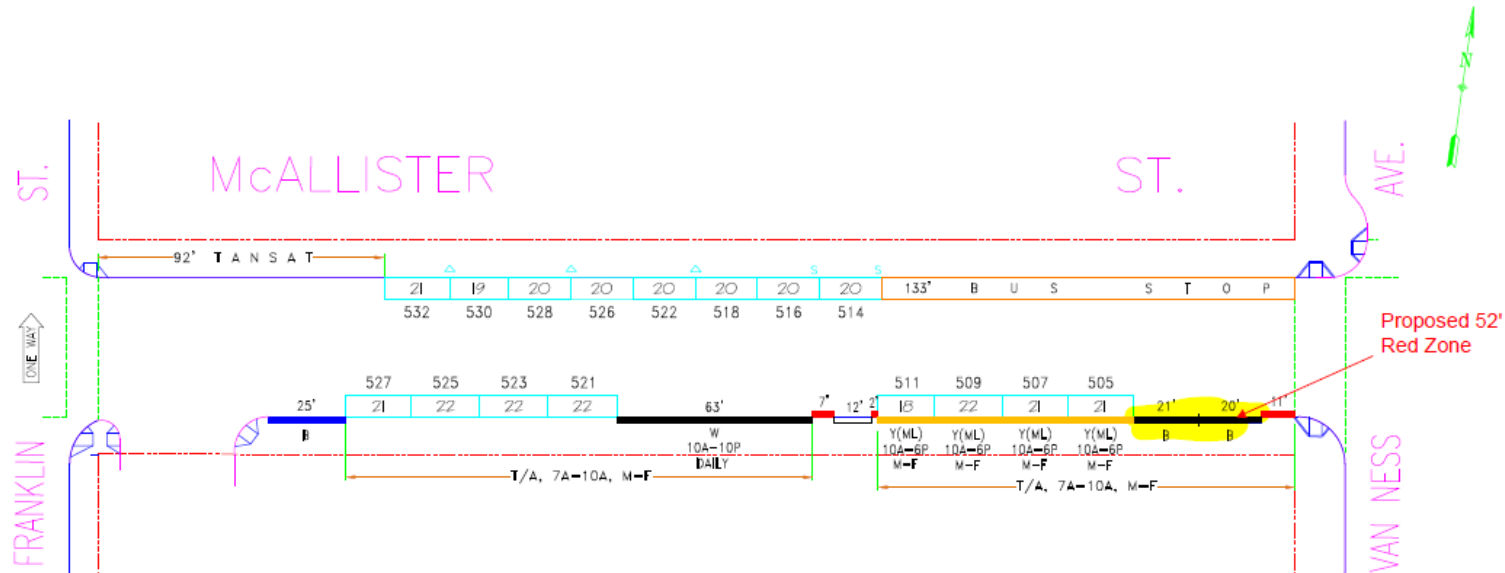 N
McALLISTER ST.
ST.
AVE.
92' T A N S A T
S S
21 19 20 20 20 20 20 20 133' B U S S T O P
532 530 528 526 522 518 516 514
Proposed 52'
Red Zone
ONE WAY
527 525 523 521 511 509 507 505
25' 21 22 22 22 63' 7' 12' 2' 18 22 21 21 21' 20' 11'
B W Y(ML) Y(ML) Y(ML) Y(ML) B B
10A-10P 10A-6P 10A-6P 10A-6P 10A-6P
DAILY M-F M-F M-F M-F
T/A, 7A-10A, M-F T/A, 7A-10A, M-F
FRANKLIN
VAN NESS